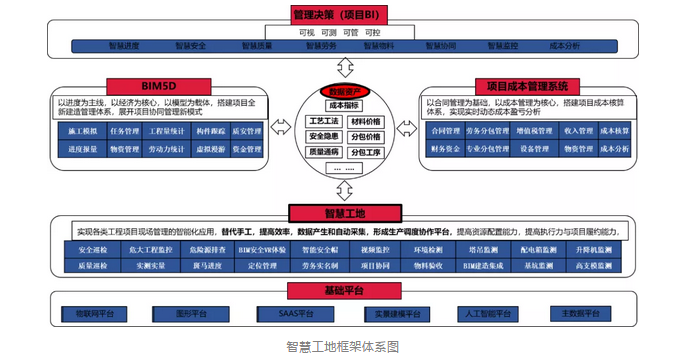 管理决策（项目BI）
可视 可测 可管 可控
智慧进度 智慧安全 智慧质量 智慧劳务 智慧物料 智慧协同 智慧监控 成本分析
BIM5D
以进度为主线，以经济为核心，以模型为载体，搭建项目全
新建造管理体系，展开项目协同管理新模式
施工模拟 任务管理 工程量统计 构件跟踪 质安管理
进度报量 物资管理 劳动力统计 虚拟漫游 资金管理
数据资产
成本指标
工艺工法 材料价格
安全隐患 分包价格
质量通病 分包工序
... ...
项目成本管理系统
以合同管理为基础，以成本管理为核心，搭建项目成本核算
体系，实现实时动态成本盈亏分析
合同管理 劳务分包管理 增值税管理 收入管理 成本核算
财务资金 专业分包管理 设备管理 物资管理 成本分析
智慧工地
实现各类工程项目现场管理的智能化应用，替代手工，提高效率，数据产生和自动采集，形成生产调度协作平台，提高资源配置能力，提高执行力与项目履约能力。
安全巡检 危大工程监控 危险源排查 BIM安全VR体验 智能安全帽 视频监控 环境检测 塔吊监测 配电箱监测 升降机监测
质量巡检 实测实量 斑马进度 定位管理 劳务实名制 项目协同 物料验收 BIM建造集成 基坑监测 高支模监测
基础平台
物联网平台 图形平台 SAAS平台 实景建模平台 人工智能平台 主数据平台
智慧工地框架体系图